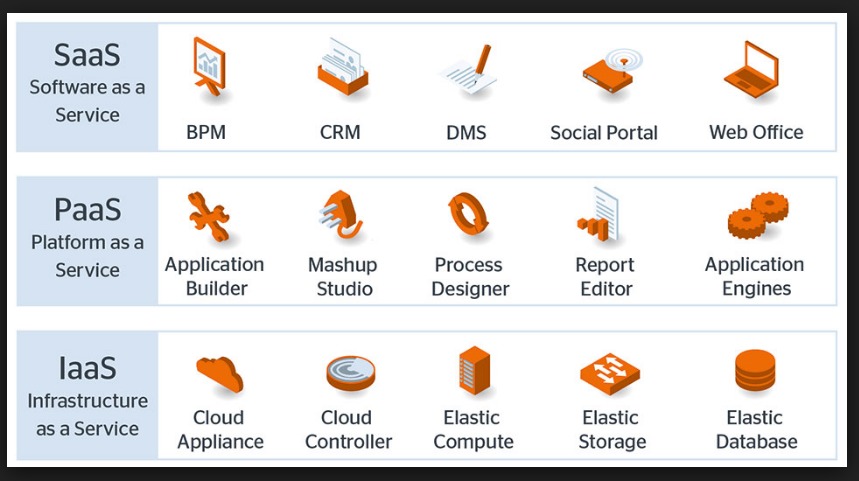 SaaS
Software as a
Service
BPM
CRM
DMS
Social Portal
Web Office
PaaS
Platform as a
Service
Application
Builder
Mashup
Studio
Process
Designer
Report
Editor
Application
Engines
IaaS
Infrastructure
as a Service
Cloud
Appliance
Cloud
Controller
Elastic
Compute
Elastic
Storage
Elastic
Database